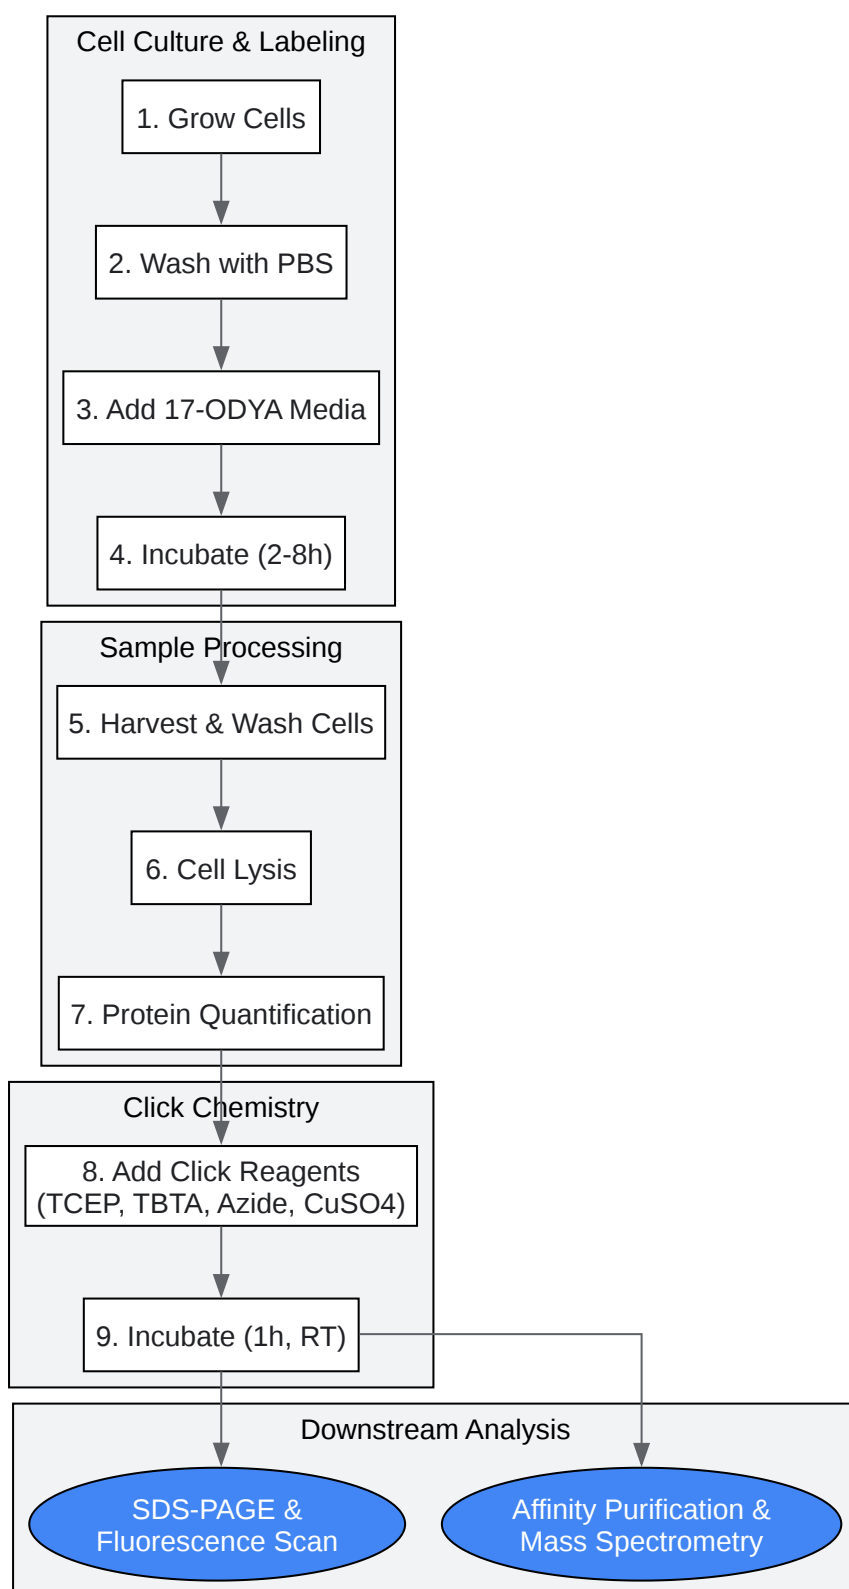 Cell Culture & Labeling
1. Grow Cells
2. Wash with PBS
3. Add 17-ODYA Media
4. Incubate (2-8h)
Sample Processing
5. Harvest & Wash Cells
6. Cell Lysis
7. Protein Quantification
Click Chemistry
8. Add Click Reagents
(TCEP, TBTA, Azide, CuSO4)
9. Incubate (1h, RT)
Downstream Analysis
SDS-PAGE &
Fluorescence Scan
Affinity Purification &
Mass Spectrometry